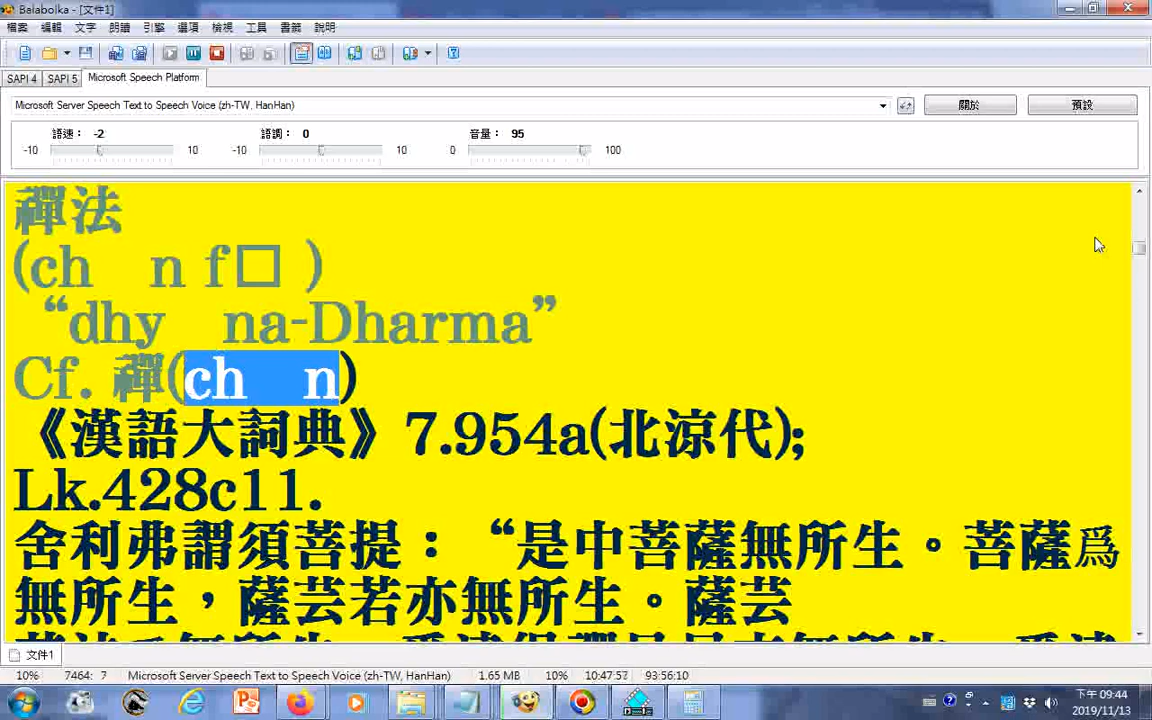 Balabolka - [文件1]
檔案 編輯 文字 朗讀 引擎 選項 檢視 工具 書籤 說明
SAPI 4 SAPI 5 Microsoft Speech Platform
Microsoft Server Speech Text to Speech Voice (zh-TW, HanHan) 關於 預設
語速： -2 語調： 0 音量： 95
-10 10 -10 10 0 100
禪法
(ch n f□ )
“dhy na-Dharma”
Cf. 禪(ch n)
《漢語大詞典》7.954a(北涼代);
Lk.428c11.
舍利弗謂須菩提：“是中菩薩無所生。菩薩爲
無所生，薩芸若亦無所生。薩芸
文件1
10% 7464: 7 Microsoft Server Speech Text to Speech Voice (zh-TW, HanHan) 1.65 MB 10% 10:47:57 93:56:10
下午 09:44
2019/11/13